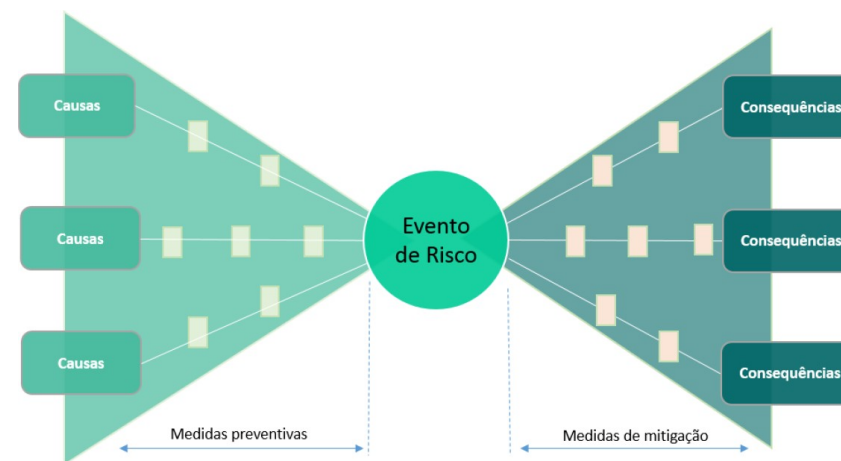 Causas
Causas
Causas
Evento
de Risco
Consequências
Consequências
Consequências
Medidas preventivas
Medidas de mitigação